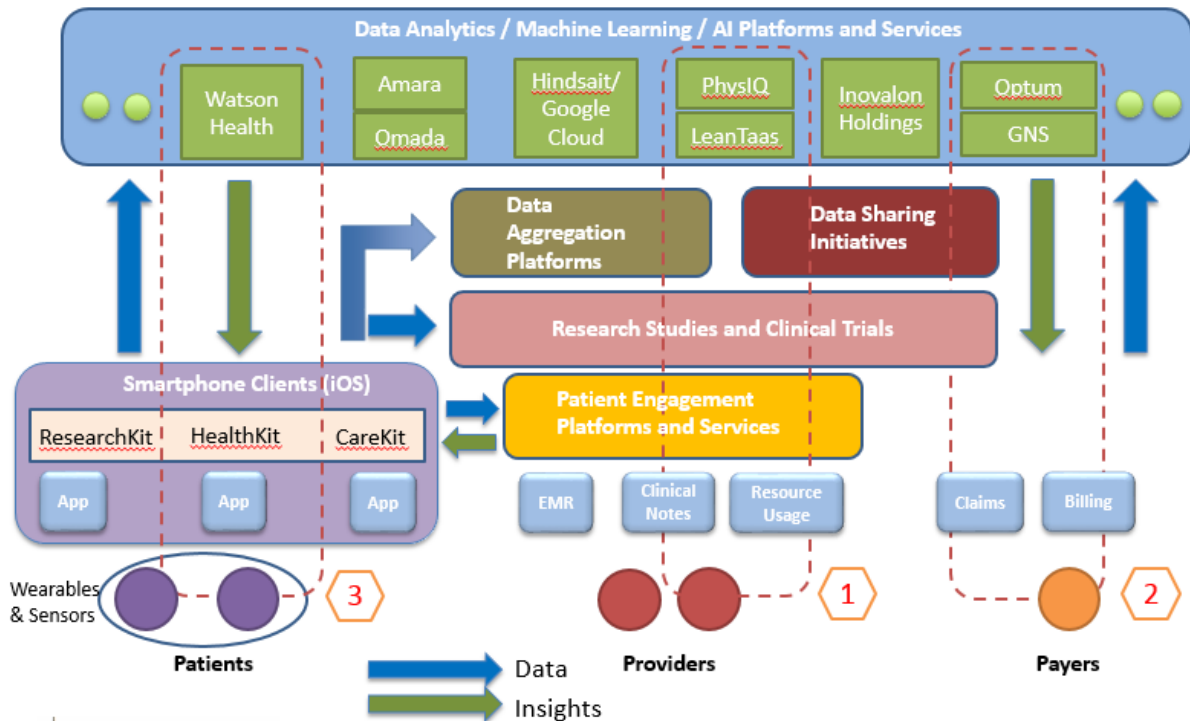 Data Analytics / Machine Learning / AI Platforms and Services
Watson
Health
Amara
Omada
Hindsait/
Google
Cloud
PhysIQ
LeanTaas
Inovalon
Holdings
Optum
GNS
Data
Aggregation
Platforms
Data Sharing
Initiatives
Research Studies and Clinical Trials
Smartphone Clients (iOS)
ResearchKit
HealthKit
CareKit
App
App
App
Patient Engagement
Platforms and Services
EMR
Clinical
Notes
Resource
Usage
Claims
Billing
Wearables
& Sensors
3
1
2
Patients
Providers
Payers
Data
Insights